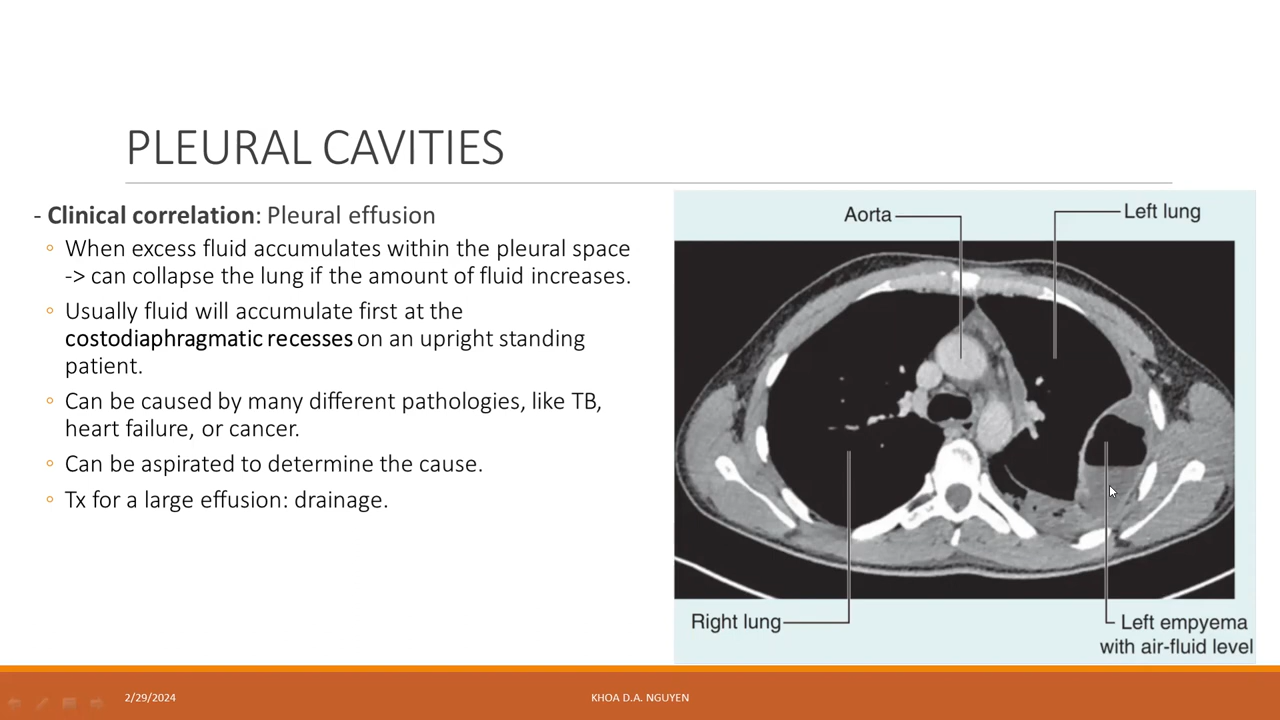 PLEURAL CAVITIES
- Clinical correlation: Pleural effusion
◦ When excess fluid accumulates within the pleural space
-> can collapse the lung if the amount of fluid increases.
◦ Usually fluid will accumulate first at the
costodiaphragmatic recesses on an upright standing
patient.
◦ Can be caused by many different pathologies, like TB,
heart failure, or cancer.
◦ Can be aspirated to determine the cause.
◦ Tx for a large effusion: drainage.
Aorta
Left lung
Right lung
Left empyema
with air-fluid level
2/29/2024
KHOA D.A. NGUYEN